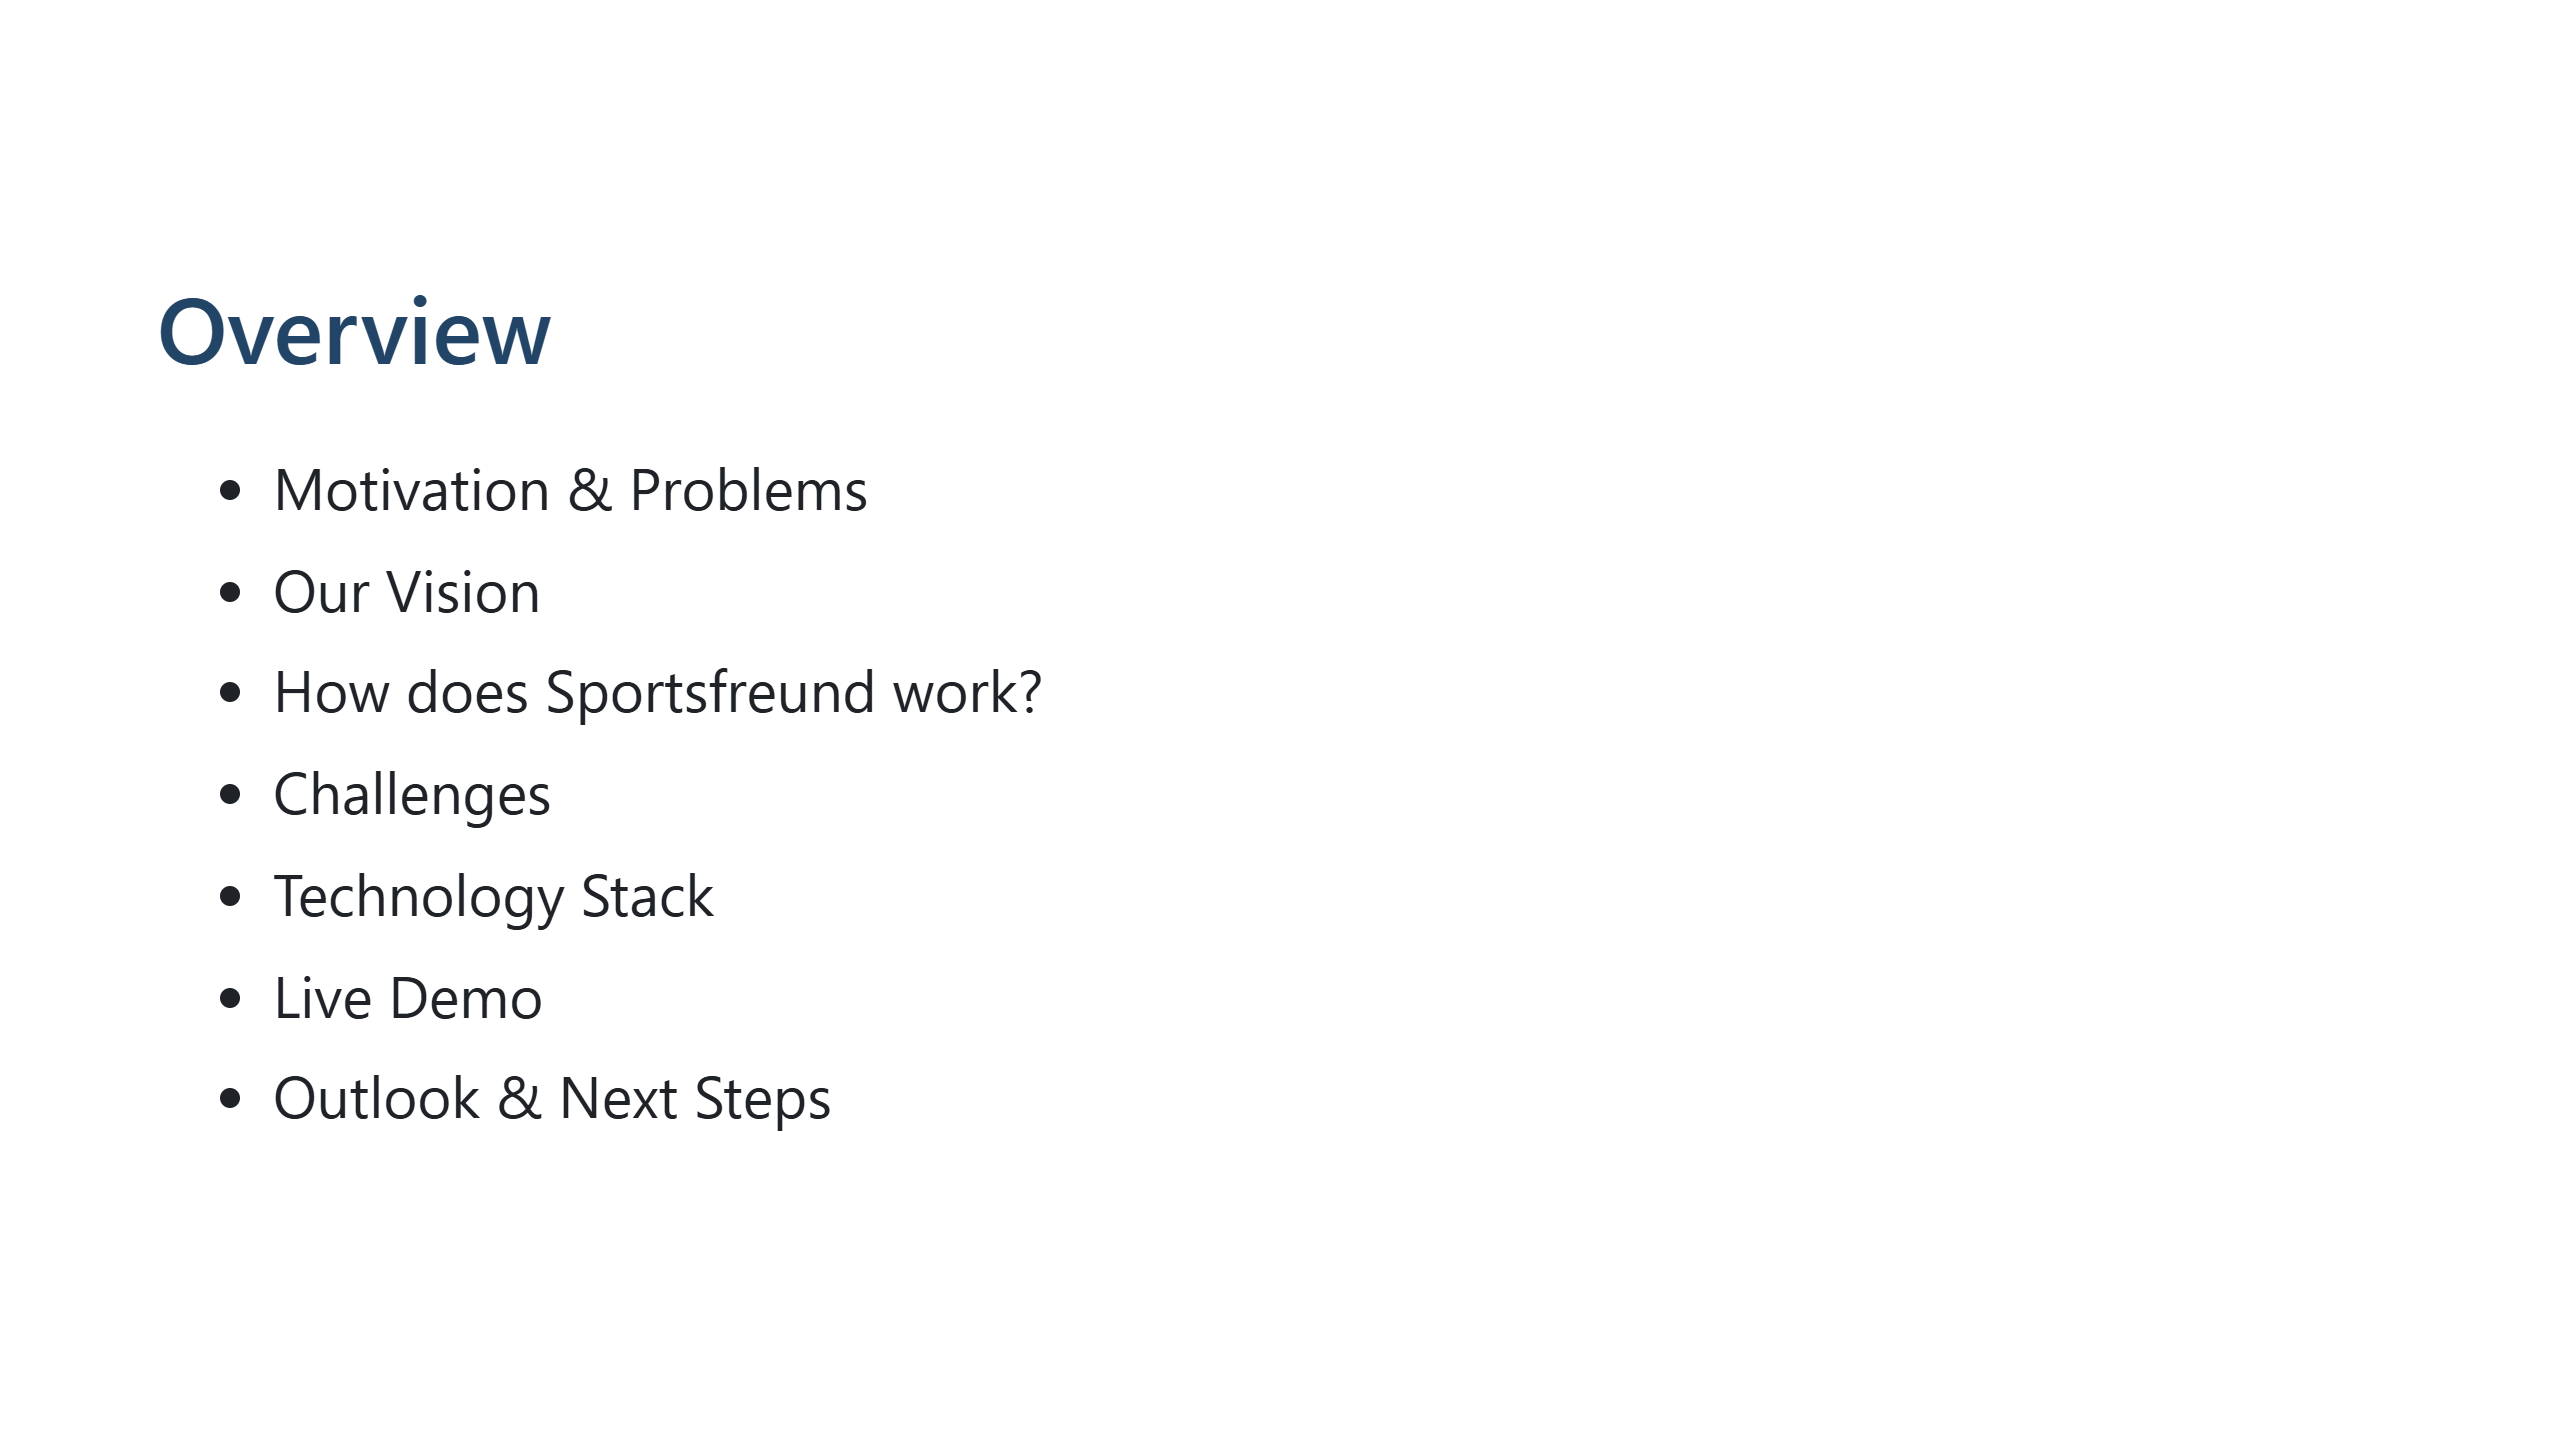 Overview
Motivation & Problems
Our Vision
How does Sportsfreund work?
Challenges
Technology Stack
Live Demo
Outlook & Next Steps